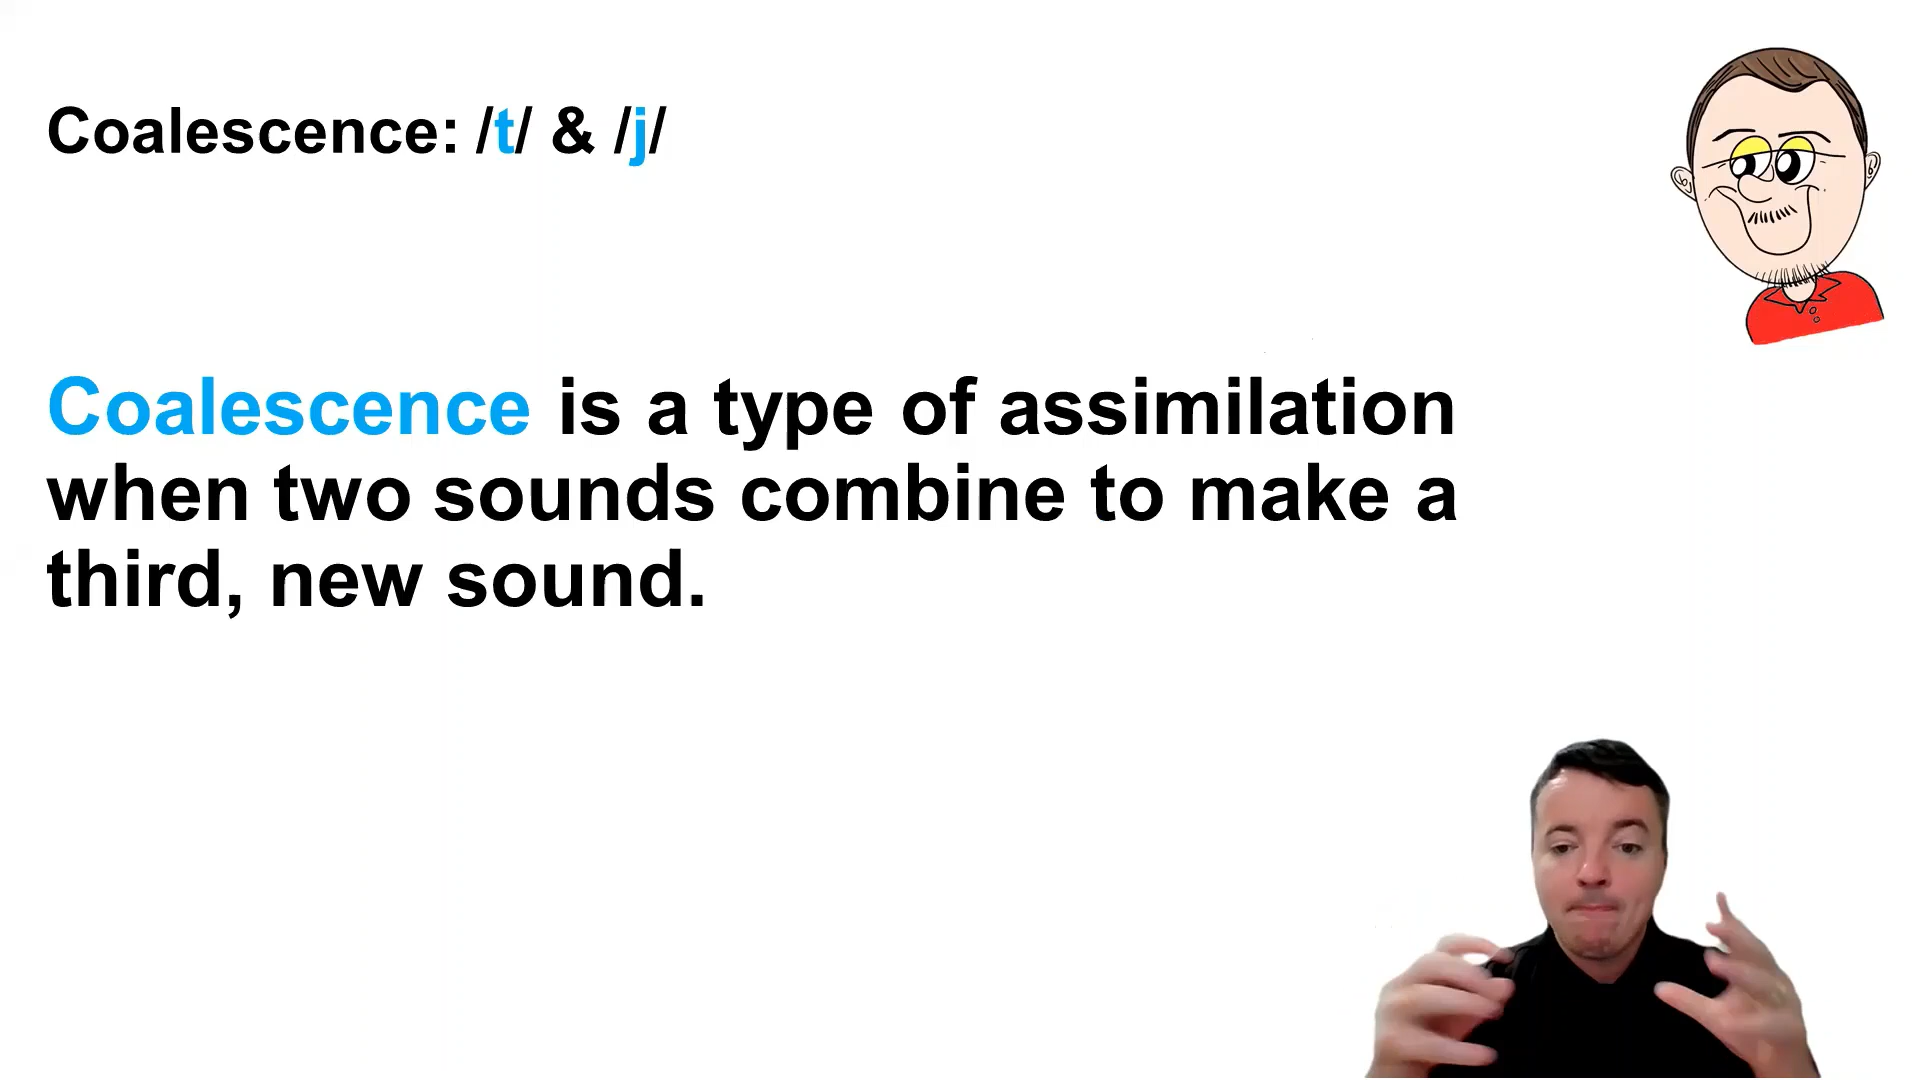 Coalescence: /t/ & /j/
Coalescence is a type of assimilation
when two sounds combine to make a
third, new sound.